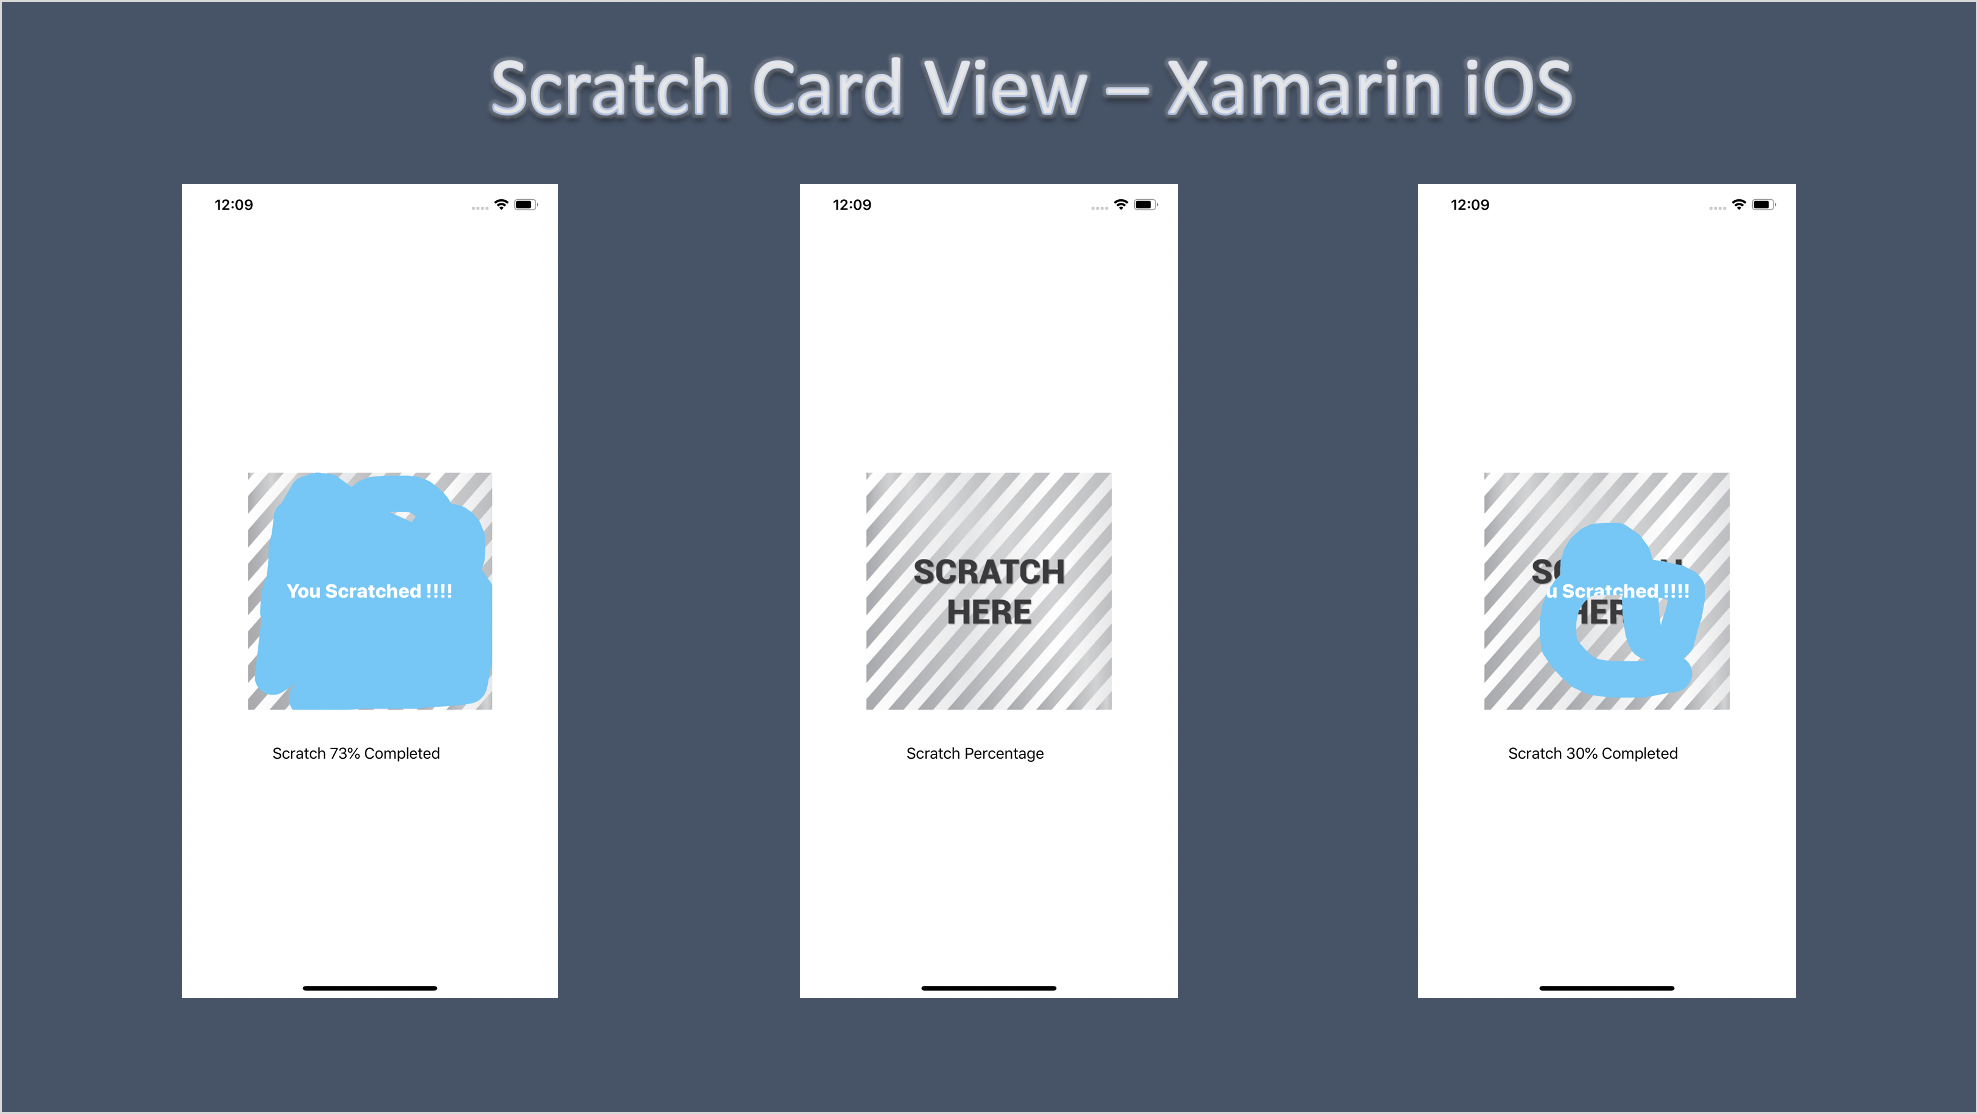 Scratch Card View – Xamarin iOS
12:09
You Scratched !!!!
Scratch 73% Completed
12:09
SCRATCH
HERE
Scratch Percentage
12:09
u Scratched !!!!
Scratch 30% Completed